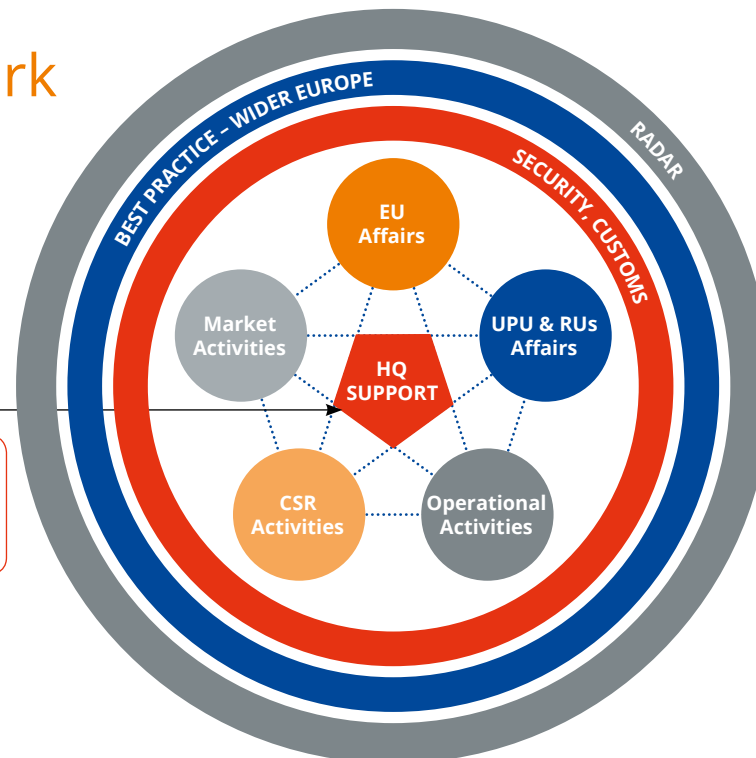 rk
BEST PRACTICE – WIDER EUROPE
RADAR
SECURITY, CUSTOMS
EU
Affairs
Market
Activities
UPU & RUs
Affairs
HQ
SUPPORT
CSR
Activities
Operational
Activities